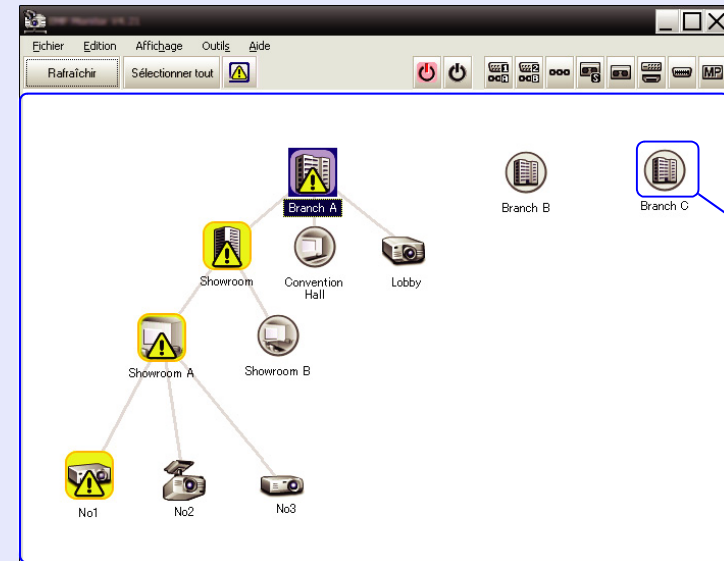 Fichier Edition Affichage Outils Aide
Rafraîchir Sélectionner tout MP
Branch A
Branch B
Branch C
Showroom
Convention
Hall
Lobby
Showroom A
Showroom B
No1
No2
No3